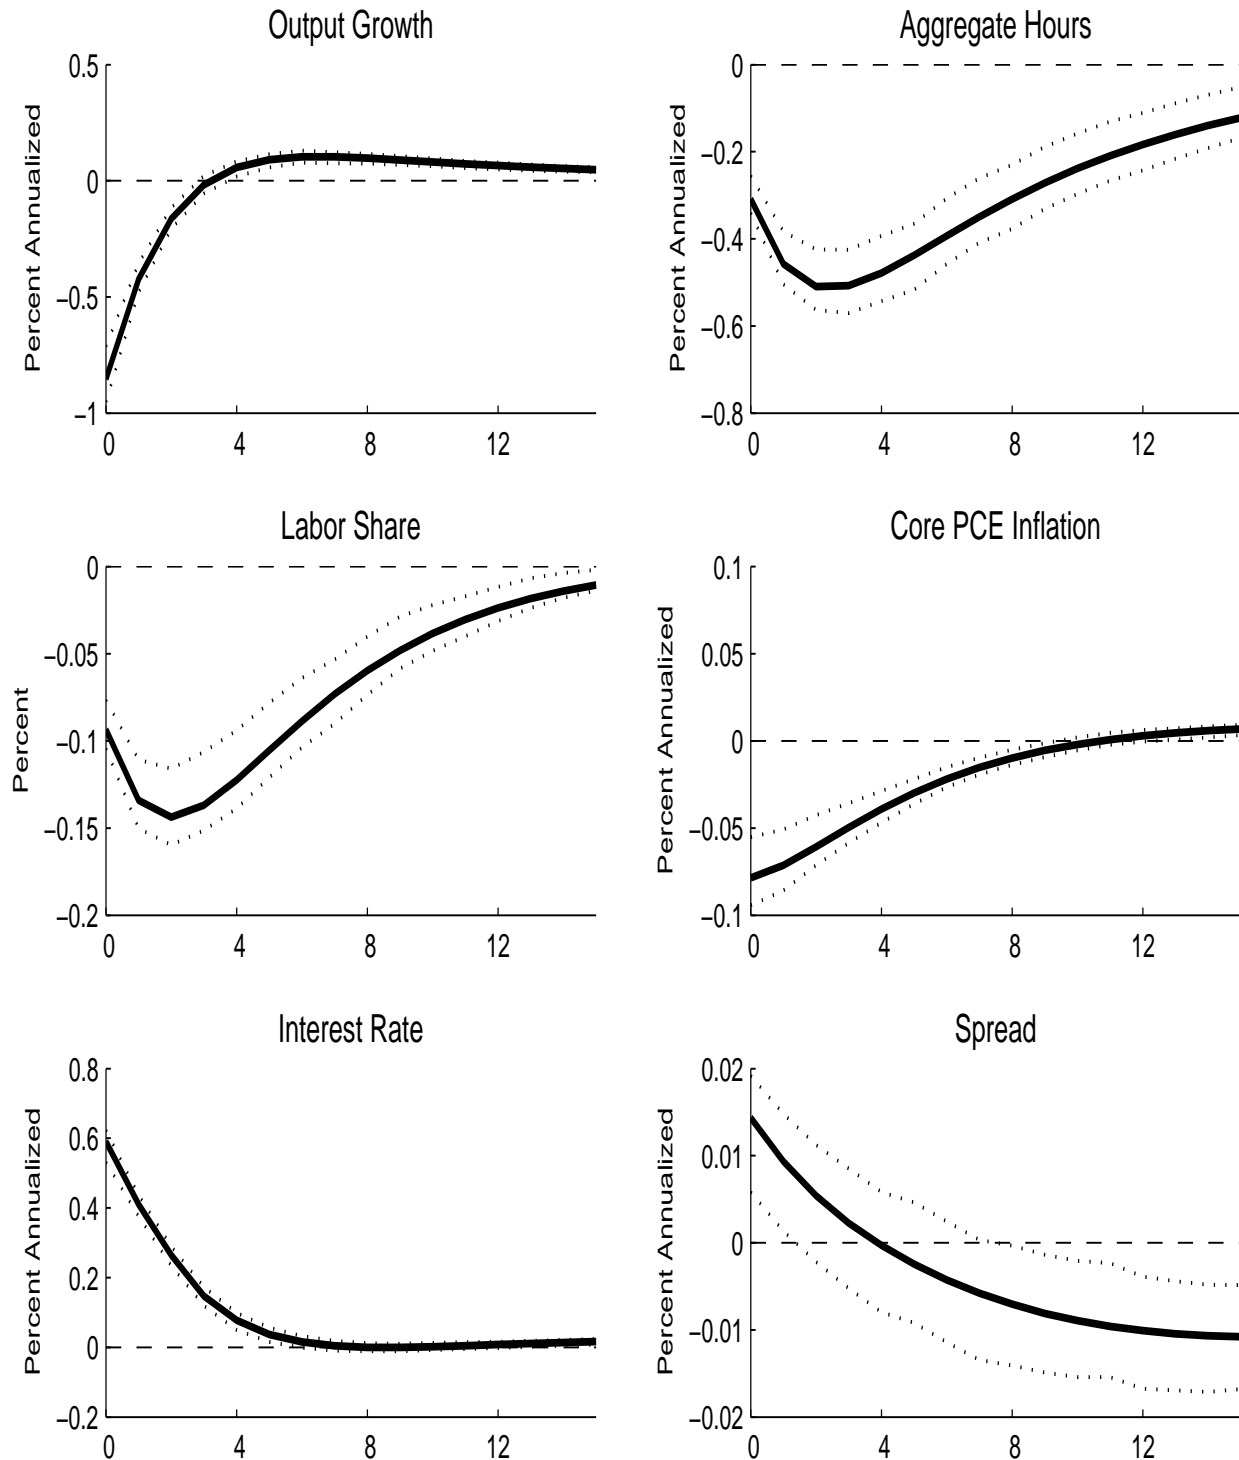 Output Growth
Percent Annualized
0.5
0
−0.5
−1
0 4 8 12
Aggregate Hours
Percent Annualized
0
−0.2
−0.4
−0.6
−0.8
0 4 8 12
Labor Share
Percent
0
−0.05
−0.1
−0.15
−0.2
0 4 8 12
Core PCE Inflation
Percent Annualized
0.1
0.05
0
−0.05
−0.1
0 4 8 12
Interest Rate
Percent Annualized
0.8
0.6
0.4
0.2
0
−0.2
0 4 8 12
Spread
Percent Annualized
0.02
0.01
0
−0.01
−0.02
0 4 8 12